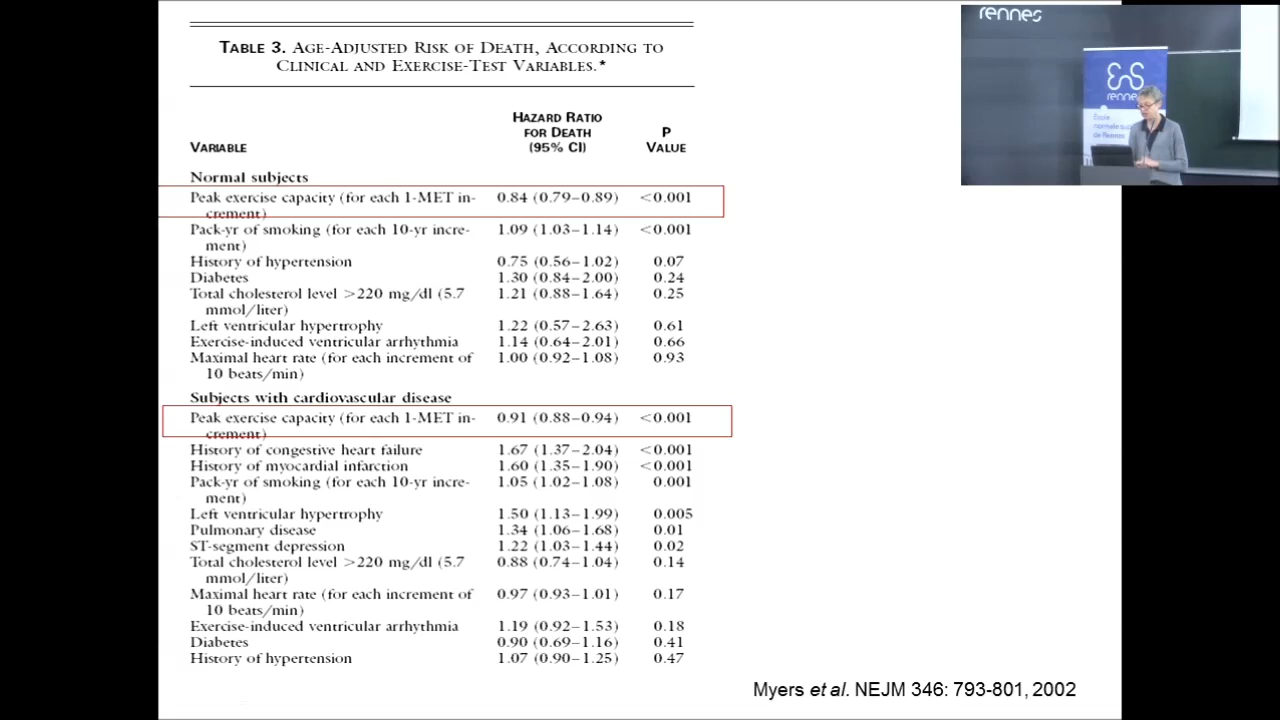 TABLE 3. AGE-ADJUSTED RISK OF DEATH, ACCORDING TO
CLINICAL AND EXERCISE-TEST VARIABLES.*
VARIABLE HAZARD RATIO FOR DEATH (95% CI) P VALUE
Normal subjects
Peak exercise capacity (for each 1-MET in- 0.84 (0.79–0.89) <0.001
crement)
Pack-yr of smoking (for each 10-yr incre- 1.09 (1.03–1.14) <0.001
ment)
History of hypertension 0.75 (0.56–1.02) 0.07
Diabetes 1.30 (0.84–2.00) 0.24
Total cholesterol level >220 mg/dl (5.7 1.21 (0.88–1.64) 0.25
mmol/liter)
Left ventricular hypertrophy 1.22 (0.57–2.63) 0.61
Exercise-induced ventricular arrhythmia 1.14 (0.64–2.01) 0.66
Maximal heart rate (for each increment of 1.00 (0.92–1.08) 0.93
10 beats/min)
Subjects with cardiovascular disease
Peak exercise capacity (for each 1-MET in- 0.91 (0.88–0.94) <0.001
crement)
History of congestive heart failure 1.67 (1.37–2.04) <0.001
History of myocardial infarction 1.60 (1.35–1.90) <0.001
Pack-yr of smoking (for each 10-yr incre- 1.05 (1.02–1.08) 0.001
ment)
Left ventricular hypertrophy 1.50 (1.13–1.99) 0.005
Pulmonary disease 1.34 (1.06–1.68) 0.01
ST-segment depression 1.22 (1.03–1.44) 0.02
Total cholesterol level >220 mg/dl (5.7 0.88 (0.74–1.04) 0.14
mmol/liter)
Maximal heart rate (for each increment of 0.97 (0.93–1.01) 0.17
10 beats/min)
Exercise-induced ventricular arrhythmia 1.19 (0.92–1.53) 0.18
Diabetes 0.90 (0.69–1.16) 0.41
History of hypertension 1.07 (0.90–1.25) 0.47
Myers et al. NEJM 346: 793-801, 2002
rennes
ens
rennes
École
normale
de Rennes